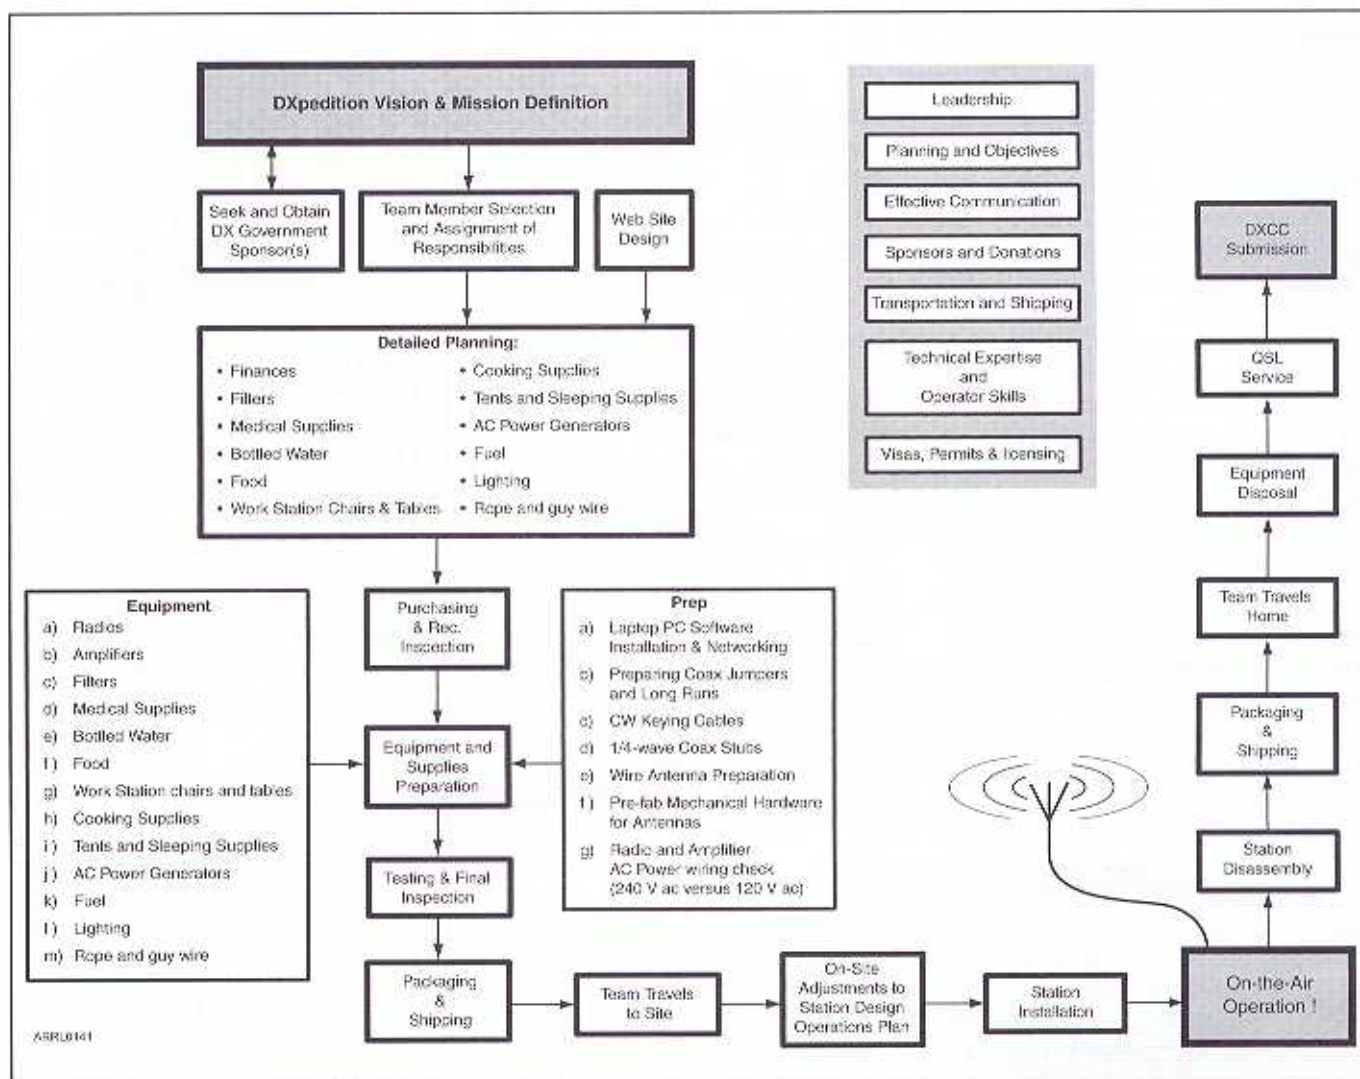 DXpedition Vision & Mission Definition
Seek and Obtain
DX Government
Sponsor(s)
Team Member Selection
and Assignment of
Responsibilities
Web Site
Design
Detailed Planning:
• Finances
• Filters
• Medical Supplies
• Bottled Water
• Food
• Work Station Chairs & Tables
• Cooking Supplies
• Tents and Sleeping Supplies
• AC Power Generators
• Fuel
• Lighting
• Rope and guy wire
Leadership
Planning and Objectives
Effective Communication
Sponsors and Donations
Transportation and Shipping
Technical Expertise
and
Operator Skills
Visas, Permits & licensing
Equipment
a) Radios
b) Amplifiers
c) Filters
d) Medical Supplies
e) Bottled Water
f) Food
g) Work Station chairs and tables
h) Cooking Supplies
i) Tents and Sleeping Supplies
j) AC Power Generators
k) Fuel
l) Lighting
m) Rope and guy wire
Purchasing
& Rec.
Inspection
Equipment and
Supplies
Preparation
Testing & Final
Inspection
Packaging
&
Shipping
Prep
a) Laptop PC Software
Installation & Networking
b) Preparing Coax Jumpers
and Long Runs
c) CW Keying Cables
d) 1/4-wave Coax Stubs
e) Wire Antenna Preparation
f) Pre-fab Mechanical Hardware
for Antennas
g) Radio and Amplifier
AC Power wiring check
(240 V ac versus 120 V ac)
Team Travels
to Site
On-Site
Adjustments to
Station Design
Operations Plan
Station
Installation
On-the-Air
Operation !
Station
Disassembly
Packaging
&
Shipping
Team Travels
Home
Equipment
Disposal
QSL
Service
DXCC
Submission
ARRL0141